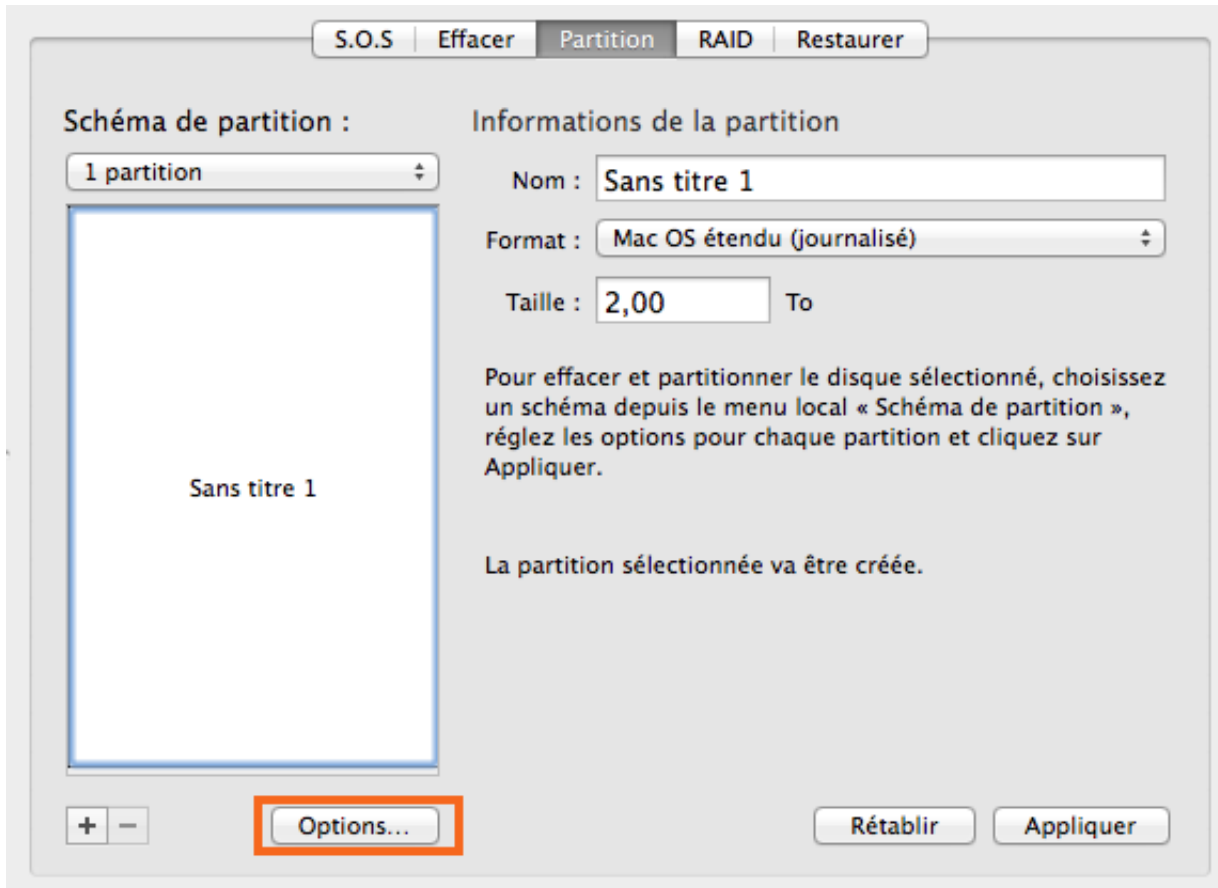 S.O.S Effacer Partition RAID Restaurer
Schéma de partition :
1 partition
Sans titre 1
+ −
Options...
Informations de la partition
Nom : Sans titre 1
Format : Mac OS étendu (journalisé)
Taille : 2,00 To
Pour effacer et partitionner le disque sélectionné, choisissez
un schéma depuis le menu local « Schéma de partition »,
réglez les options pour chaque partition et cliquez sur
Appliquer.
La partition sélectionnée va être créée.
Rétablir Appliquer